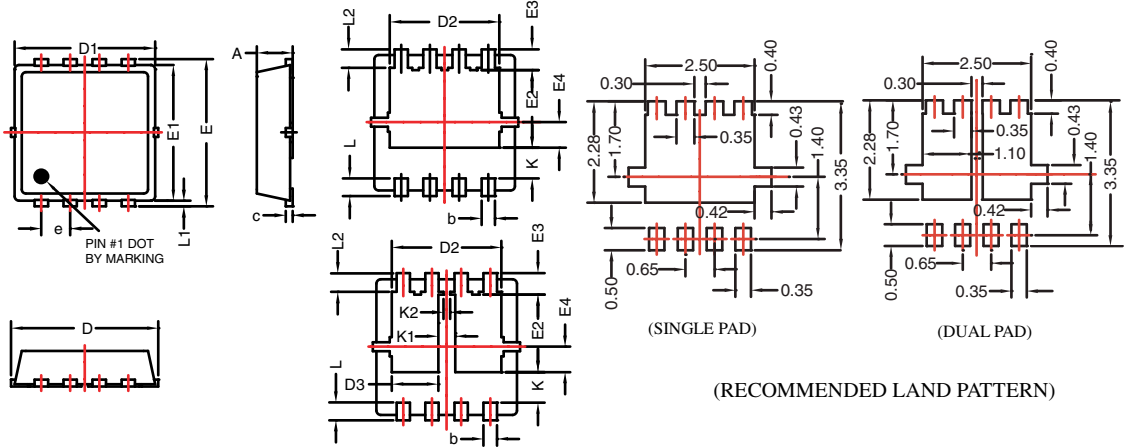 D1
E1
E
L1
e
PIN #1 DOT
BY MARKING
A
c
D
L2
D2
E3
E2
E4
L
K
b
L2
D2
E3
K2
K1
E2
E4
D3
L
K
b
2.50
0.40
0.30
0.35
0.43
2.28
1.70
1.40
3.35
0.42
0.65
0.50
0.35
(SINGLE PAD)
2.50
0.40
0.30
0.35
0.43
1.10
2.28
1.70
1.40
3.35
0.42
0.65
0.50
0.35
(DUAL PAD)
(RECOMMENDED LAND PATTERN)